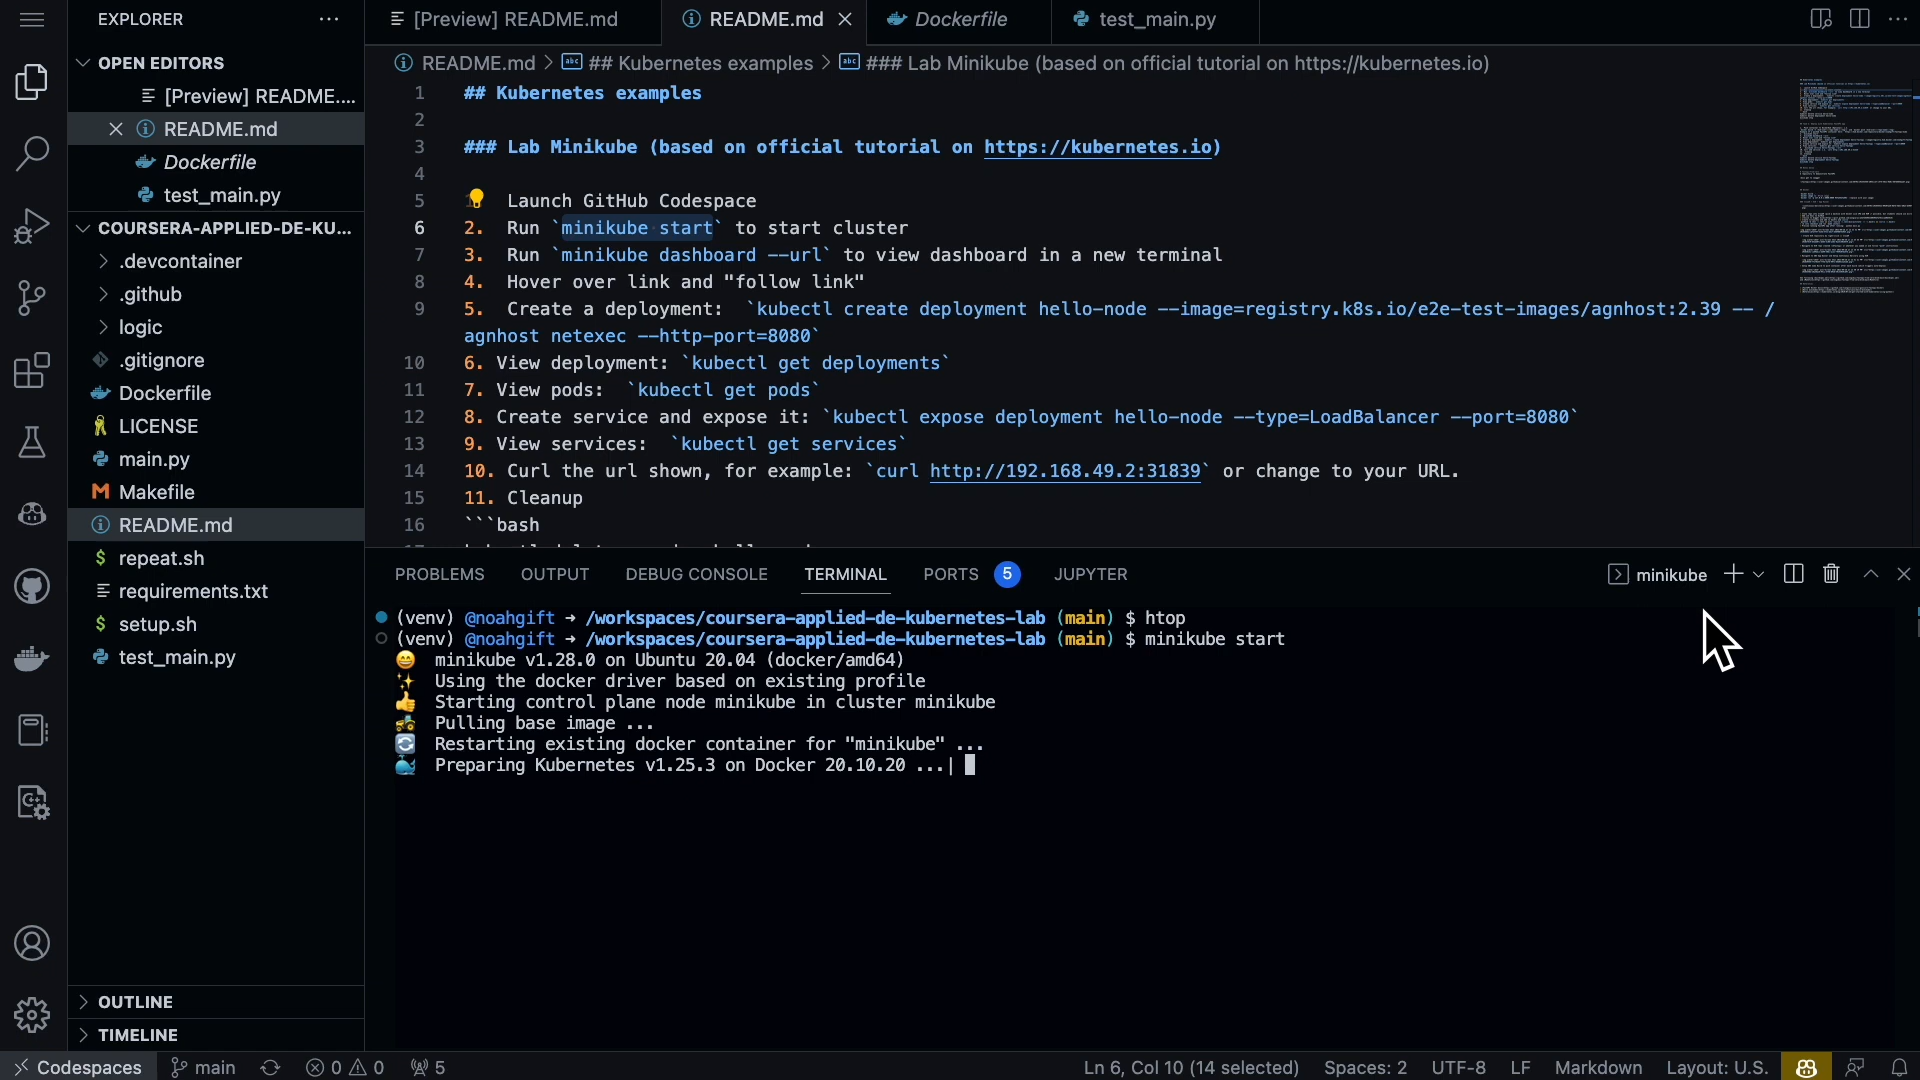 EXPLORER
[Preview] README.md
README.md
Dockerfile
test_main.py
OPEN EDITORS
[Preview] README....
README.md
Dockerfile
test_main.py
COURSERA-APPLIED-DE-KU...
.devcontainer
.github
logic
.gitignore
Dockerfile
LICENSE
main.py
Makefile
README.md
repeat.sh
requirements.txt
setup.sh
test_main.py
OUTLINE
TIMELINE
README.md > ## Kubernetes examples > ### Lab Minikube (based on official tutorial on https://kubernetes.io)
1 ## Kubernetes examples
2
3 ### Lab Minikube (based on official tutorial on https://kubernetes.io)
4
5 Launch GitHub Codespace
6 2. Run `minikube start` to start cluster
7 3. Run `minikube dashboard --url` to view dashboard in a new terminal
8 4. Hover over link and "follow link"
9 5. Create a deployment: `kubectl create deployment hello-node --image=registry.k8s.io/e2e-test-images/agnhost:2.39 -- /
agnhost netexec --http-port=8080`
10 6. View deployment: `kubectl get deployments`
11 7. View pods: `kubectl get pods`
12 8. Create service and expose it: `kubectl expose deployment hello-node --type=LoadBalancer --port=8080`
13 9. View services: `kubectl get services`
14 10. Curl the url shown, for example: `curl http://192.168.49.2:31839` or change to your URL.
15 11. Cleanup
16 ```bash
PROBLEMS OUTPUT DEBUG CONSOLE TERMINAL PORTS 5 JUPYTER
minikube
(venv) @noahgift → /workspaces/coursera-applied-de-kubernetes-lab (main) $ htop
(venv) @noahgift → /workspaces/coursera-applied-de-kubernetes-lab (main) $ minikube start
😄 minikube v1.28.0 on Ubuntu 20.04 (docker/amd64)
✨ Using the docker driver based on existing profile
👍 Starting control plane node minikube in cluster minikube
🚜 Pulling base image ...
🔄 Restarting existing docker container for "minikube" ...
🐳 Preparing Kubernetes v1.25.3 on Docker 20.10.20 ...|
Codespaces main 0 0 5
Ln 6, Col 10 (14 selected) Spaces: 2 UTF-8 LF Markdown Layout: U.S.